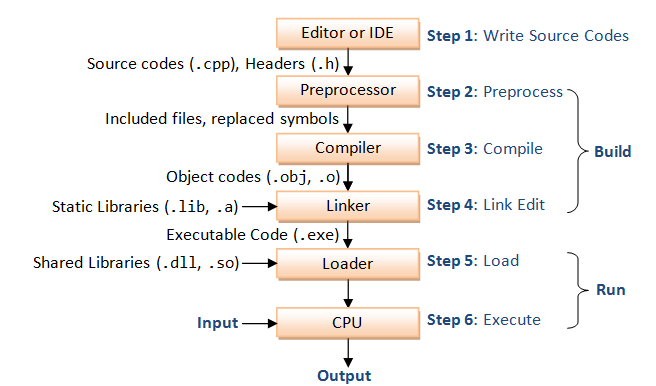 Editor or IDE
Step 1: Write Source Codes
Source codes (.cpp), Headers (.h)
Preprocessor
Step 2: Preprocess
Included files, replaced symbols
Compiler
Step 3: Compile
Build
Object codes (.obj, .o)
Static Libraries (.lib, .a)
Linker
Step 4: Link Edit
Executable Code (.exe)
Shared Libraries (.dll, .so)
Loader
Step 5: Load
Run
Input
CPU
Step 6: Execute
Output